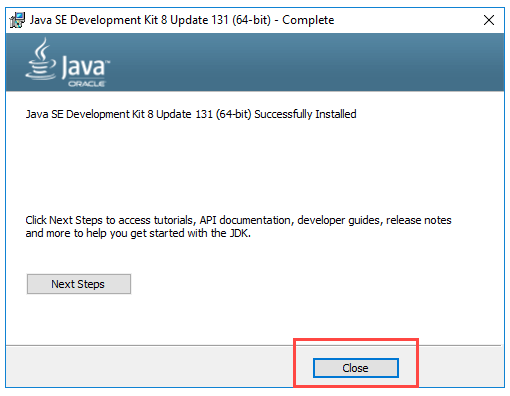 Java SE Development Kit 8 Update 131 (64-bit) - Complete
Java™
ORACLE
Java SE Development Kit 8 Update 131 (64-bit) Successfully Installed
Click Next Steps to access tutorials, API documentation, developer guides, release notes
and more to help you get started with the JDK.
Next Steps
Close